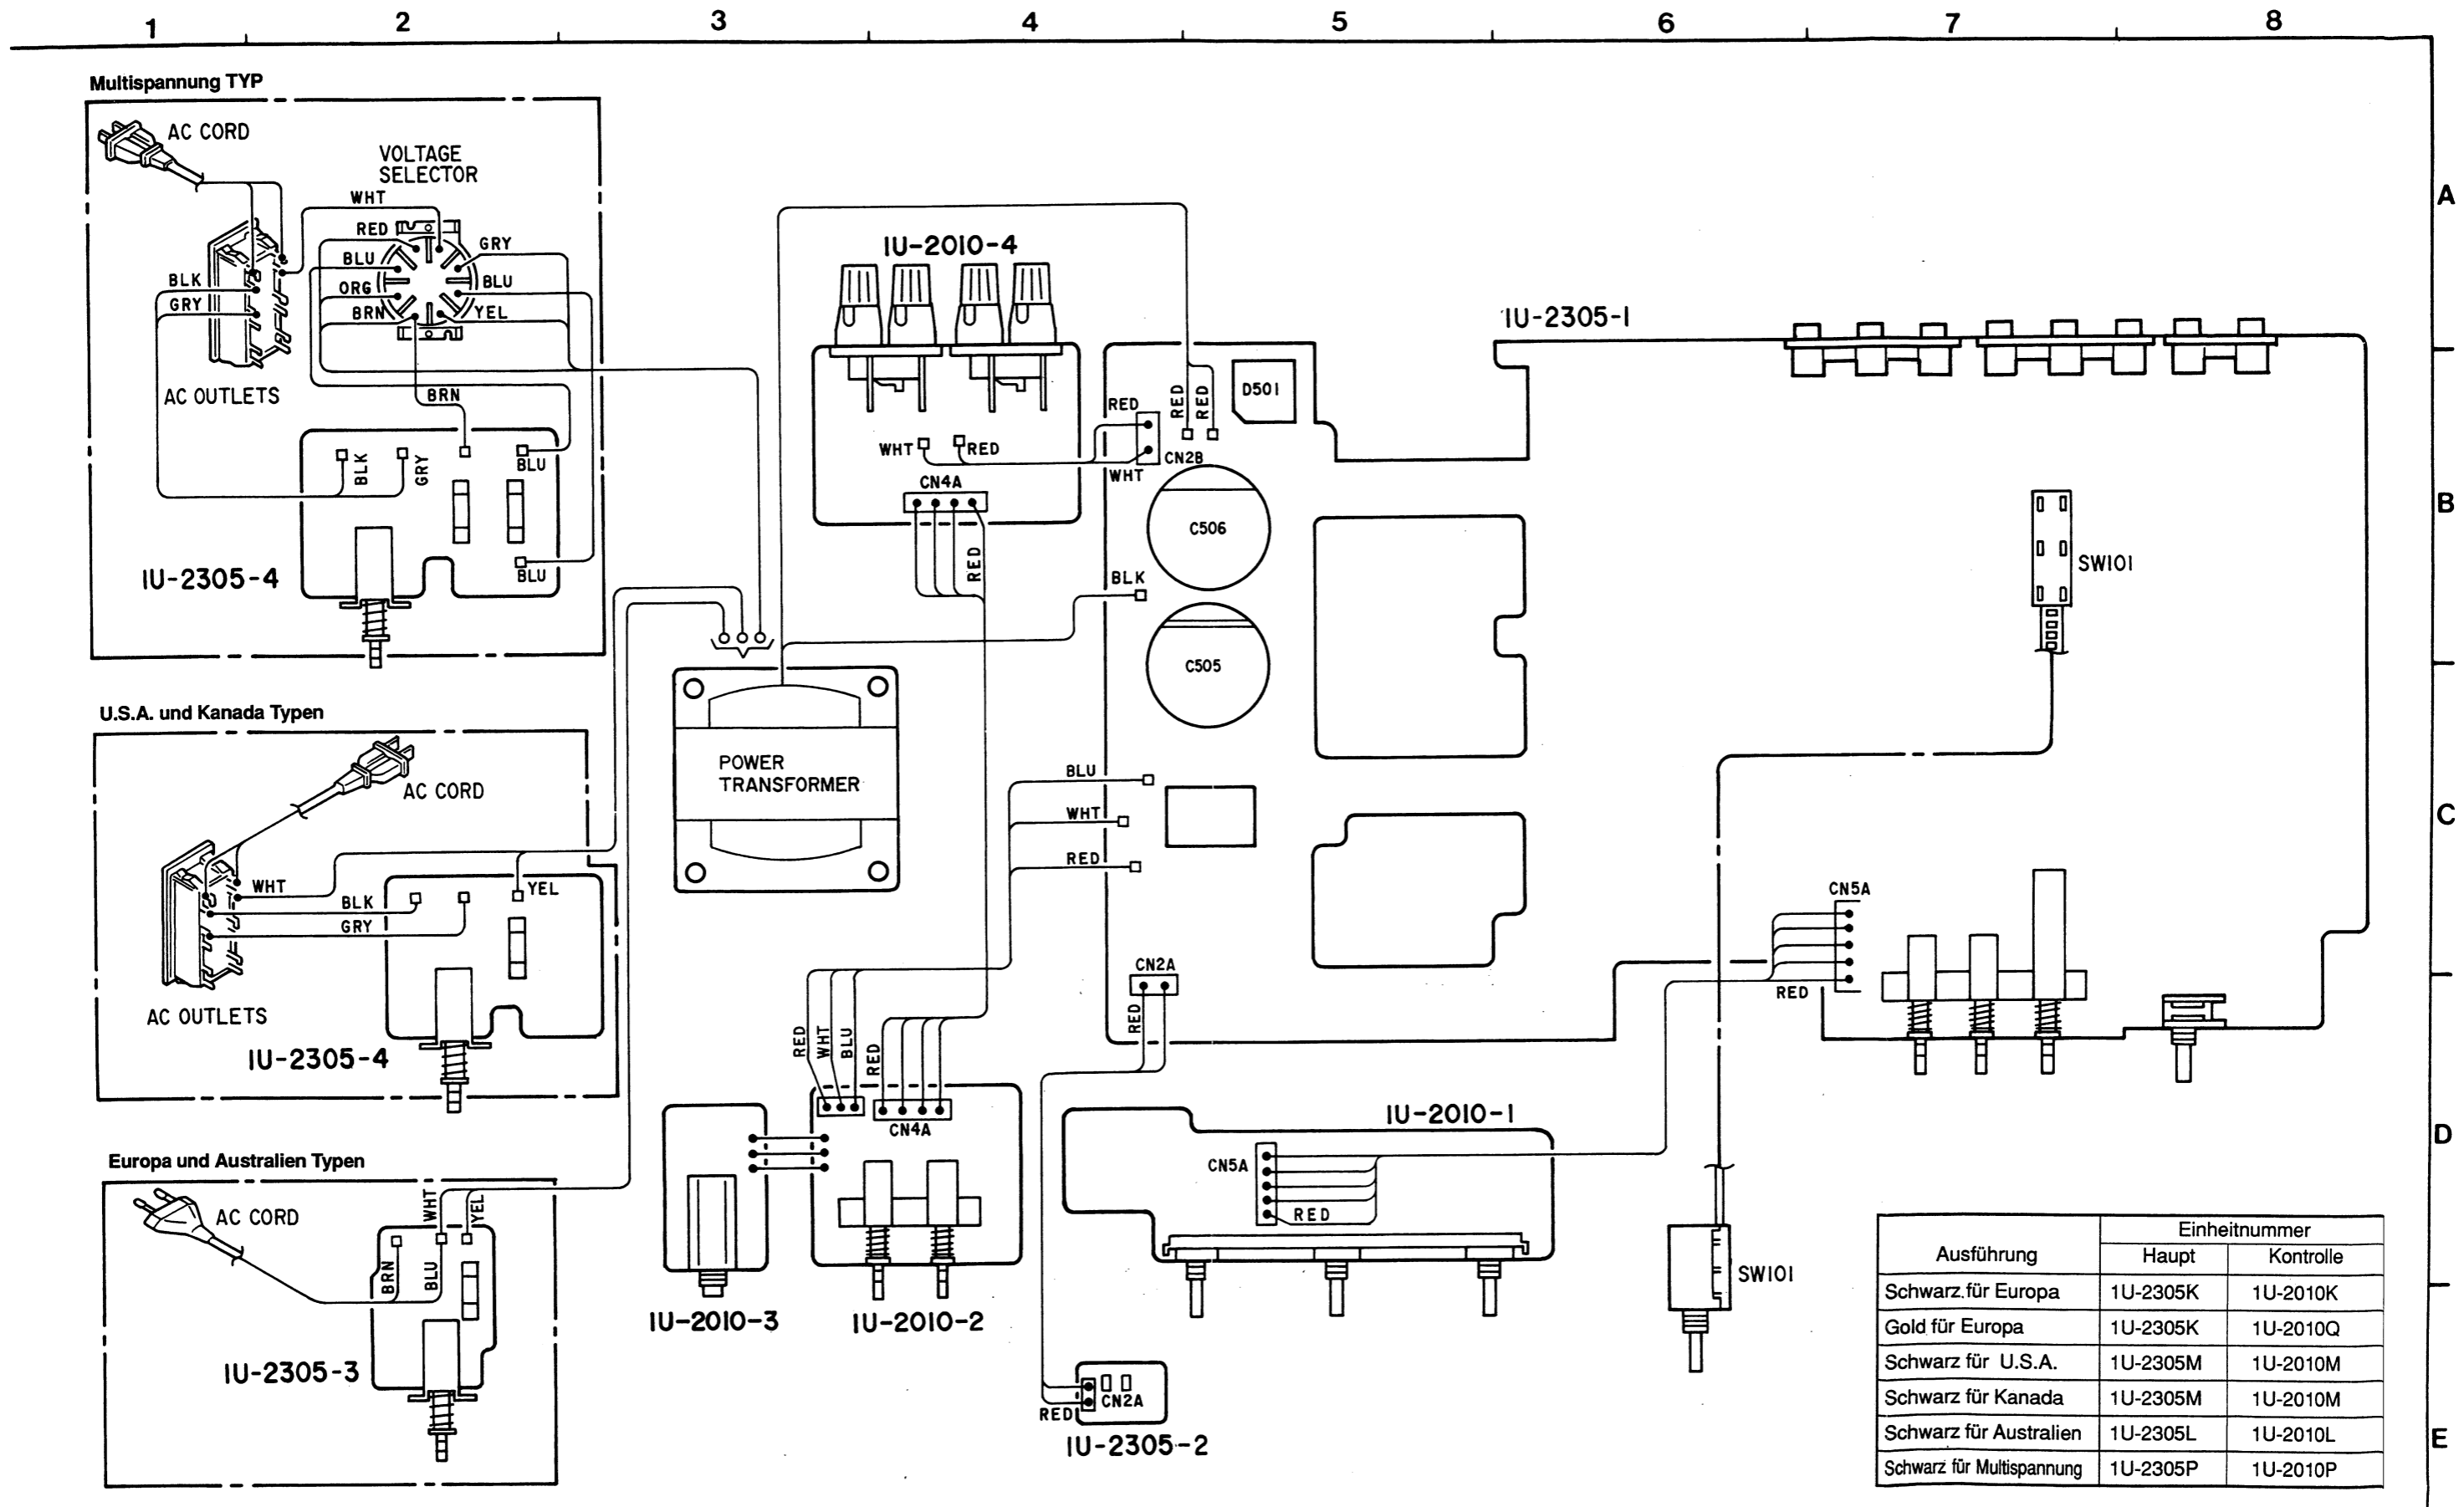 1 2 3 4 5 6 7 8
A
B
C
D
E
Multispannung TYP
AC CORD
VOLTAGE
SELECTOR
WHT
RED
GRY
BLU
BLK
ORG
BLU
GRY
BRN
YEL
AC OUTLETS
BRN
BLK
GRY
BLU
BLU
1U-2305-4
U.S.A. und Kanada Typen
AC CORD
WHT
YEL
BLK
GRY
AC OUTLETS
1U-2305-4
Europa und Australien Typen
AC CORD
WHT
YEL
BRN
BLU
1U-2305-3
POWER
TRANSFORMER
1U-2010-4
WHT
RED
CN4A
RED
RED
RED
RED
D501
CN2B
WHT
C506
BLK
C505
BLU
WHT
RED
CN2A
RED
1U-2305-1
SW101
CN5A
RED
RED
WHT
BLU
RED
CN4A
1U-2010-3
1U-2010-2
1U-2010-1
CN5A
RED
SW101
CN2A
RED
1U-2305-2
Ausführung
Einheitnummer
Haupt Kontrolle
Schwarz für Europa 1U-2305K 1U-2010K
Gold für Europa 1U-2305K 1U-2010Q
Schwarz für U.S.A. 1U-2305M 1U-2010M
Schwarz für Kanada 1U-2305M 1U-2010M
Schwarz für Australien 1U-2305L 1U-2010L
Schwarz für Multispannung 1U-2305P 1U-2010P